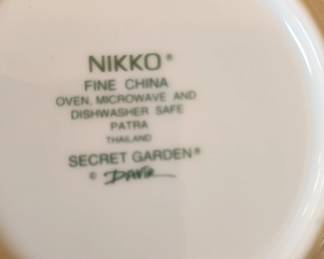 NIKKO®
FINE CHINA
OVEN, MICROWAVE AND
DISHWASHER SAFE
PATRA
THAILAND
SECRET GARDEN®
©